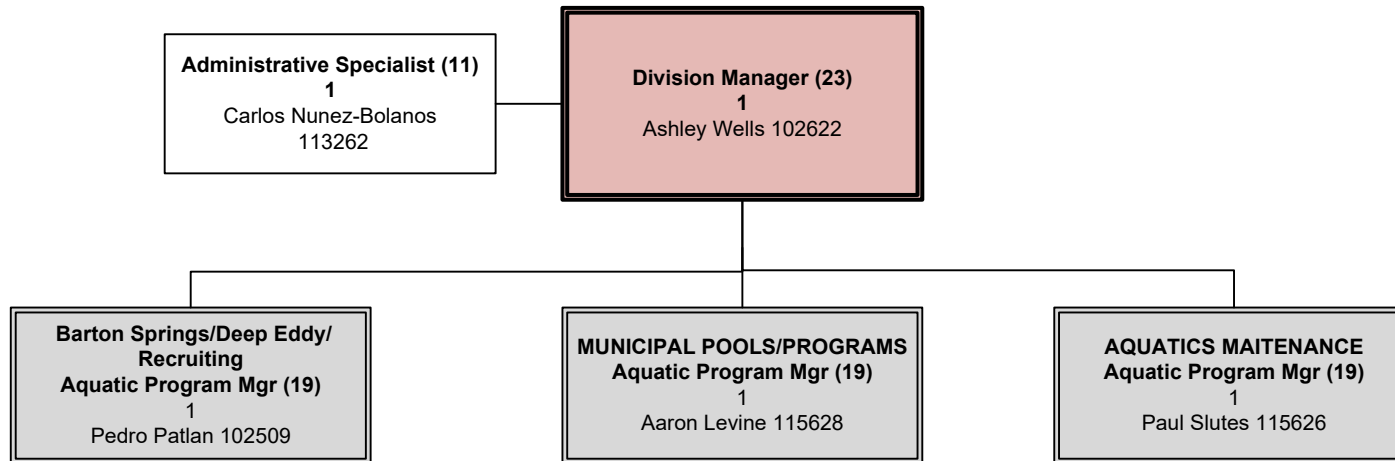 Administrative Specialist (11)
1
Carlos Nunez-Bolanos
113262
Division Manager (23)
1
Ashley Wells 102622
Barton Springs/Deep Eddy/
Recruiting
Aquatic Program Mgr (19)
1
Pedro Patlan 102509
MUNICIPAL POOLS/PROGRAMS
Aquatic Program Mgr (19)
1
Aaron Levine 115628
AQUATICS MAITENANCE
Aquatic Program Mgr (19)
1
Paul Slutes 115626